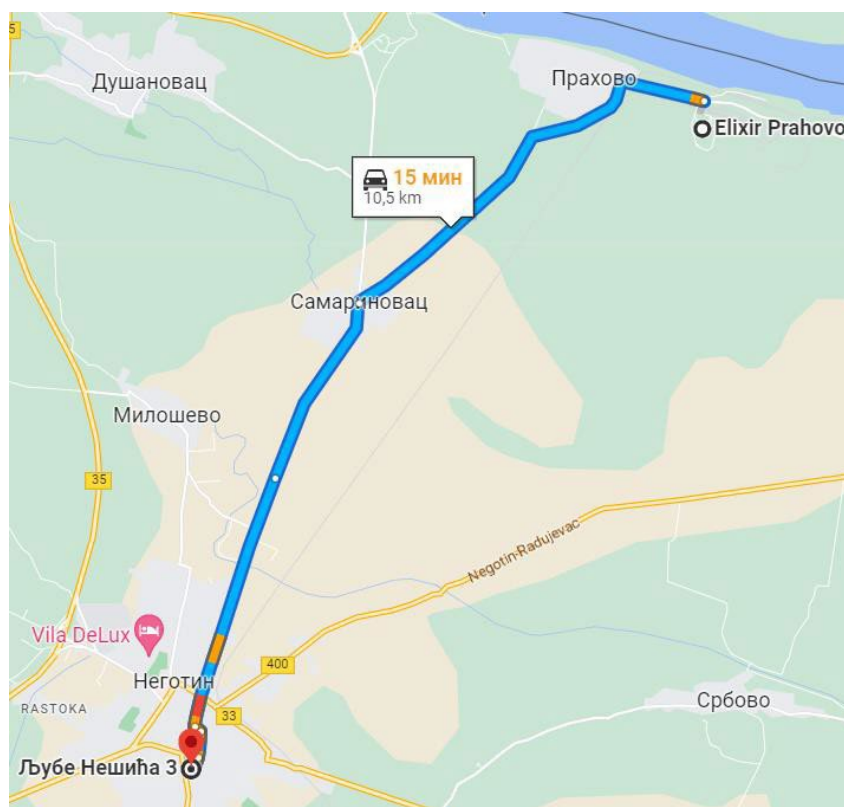 5
Душановац
Прахово
Elixir Prahovo
15 мин
10,5 km
Самариновац
Милошево
35
Negotin-Radujevac
Vila DeLux
400
Неготин
Србово
RASTOKA
33
Љубе Нешића 3